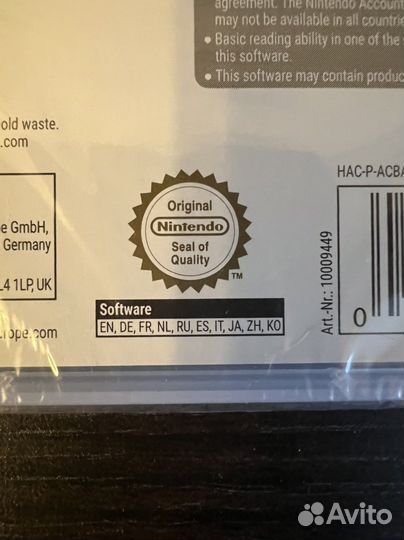 agreement. The Nintendo Account
may not be available in all countrie
• Basic reading ability in one of the
this software.
• This software may contain produc
old waste.
.com
HAC-P-ACBA
Original
Nintendo
Seal of
Quality
™
e GmbH,
Germany
L4 1LP, UK
Art.-Nr.: 10009449
0
Software
EN, DE, FR, NL, RU, ES, IT, JA, ZH, KO
urope.com
Avito